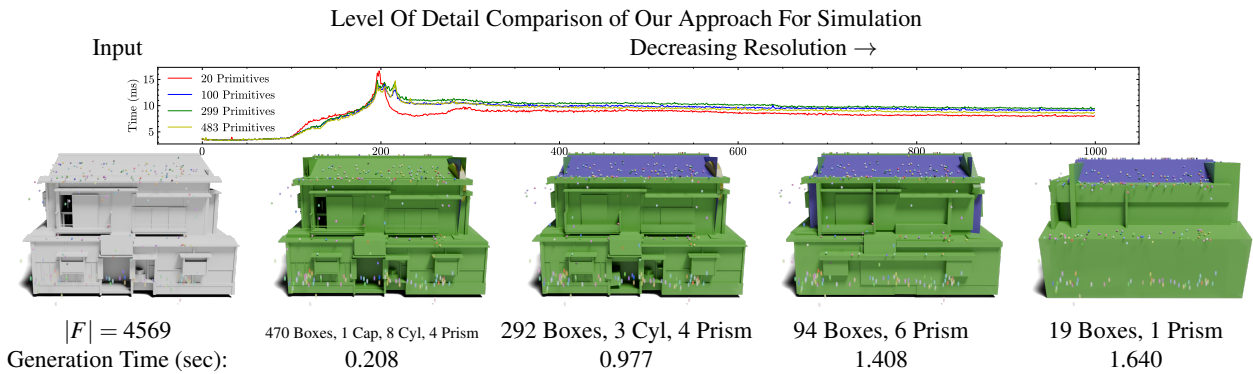 Level Of Detail Comparison of Our Approach For Simulation
Input Decreasing Resolution →
Time (ms)
15
10
5
20 Primitives
100 Primitives
299 Primitives
483 Primitives
0 200 400 600 800 1000
|F| = 4569 470 Boxes, 1 Cap, 8 Cyl, 4 Prism 292 Boxes, 3 Cyl, 4 Prism 94 Boxes, 6 Prism 19 Boxes, 1 Prism
Generation Time (sec): 0.208 0.977 1.408 1.640